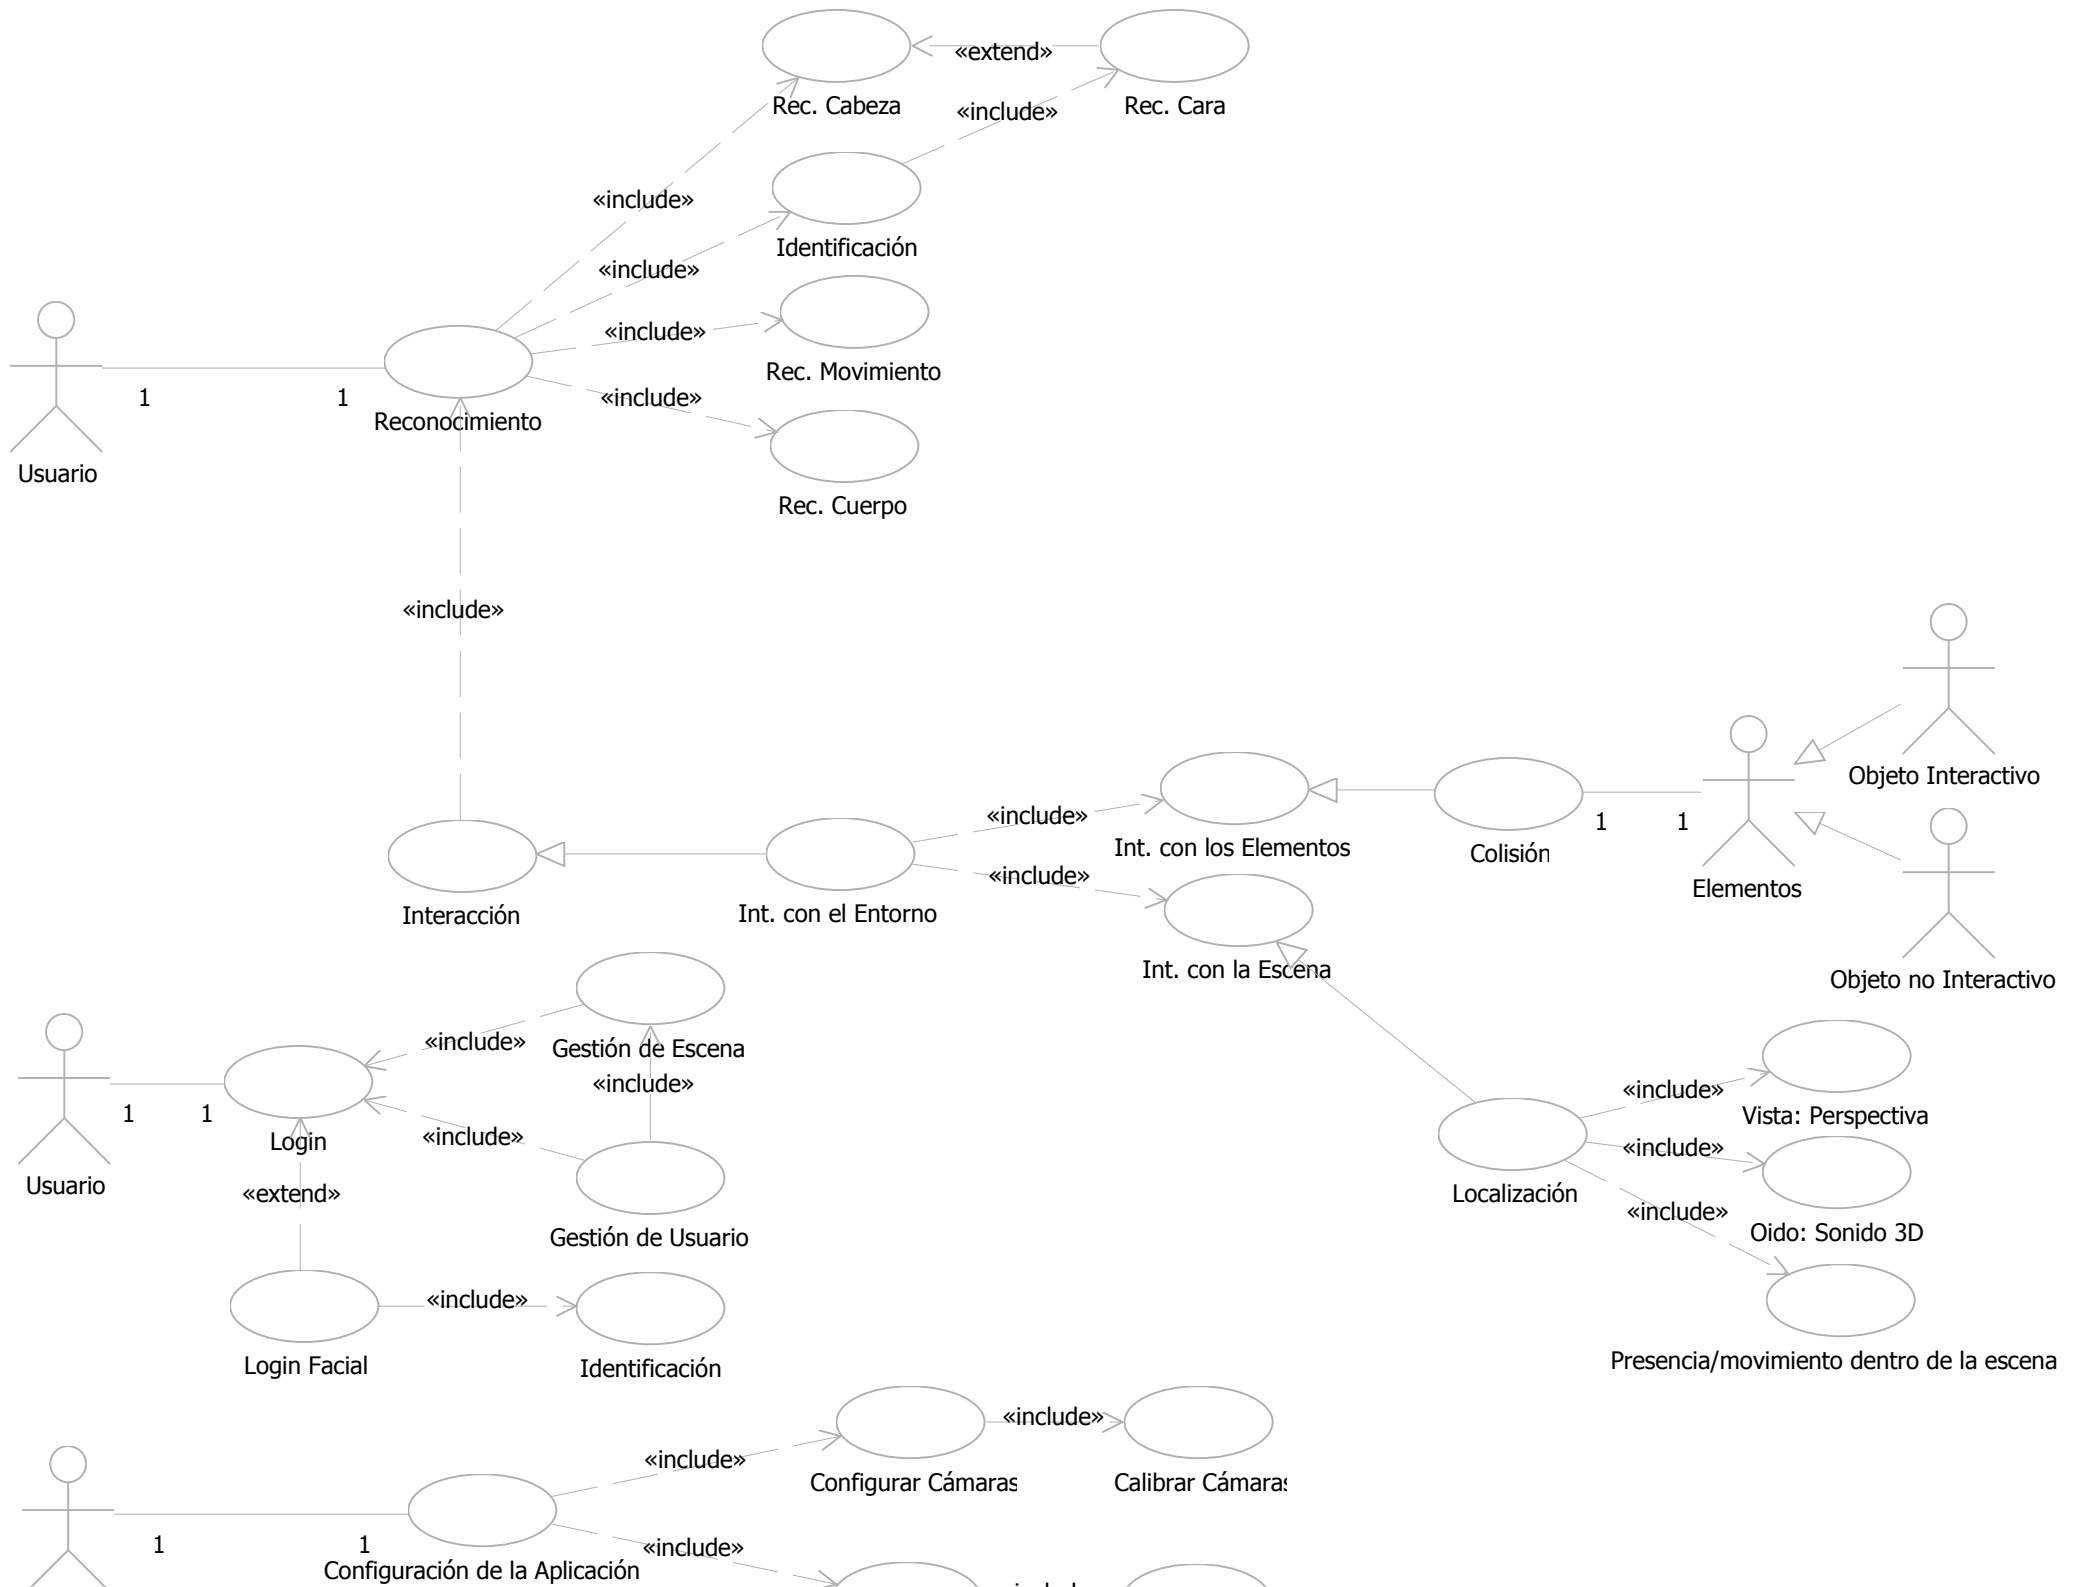 «extend»
Rec. Cabeza
Rec. Cara
«include»
«include»
Identificación
«include»
«include»
Rec. Movimiento
1
1
«include»
Reconocimiento
Usuario
Rec. Cuerpo
«include»
Objeto Interactivo
«include»
1
1
Int. con los Elementos
Colisión
«include»
Elementos
Interacción
Int. con el Entorno
Int. con la Escena
Objeto no Interactivo
«include»
Gestión de Escena
«include»
«include»
1
1
Vista: Perspectiva
Login
«include»
«include»
Usuario
«extend»
Localización
«include»
Gestión de Usuario
Oido: Sonido 3D
«include»
Login Facial
Identificación
Presencia/movimiento dentro de la escena
«include»
«include»
Configurar Cámaras
Calibrar Cámaras
1
1
«include»
Configuración de la Aplicación